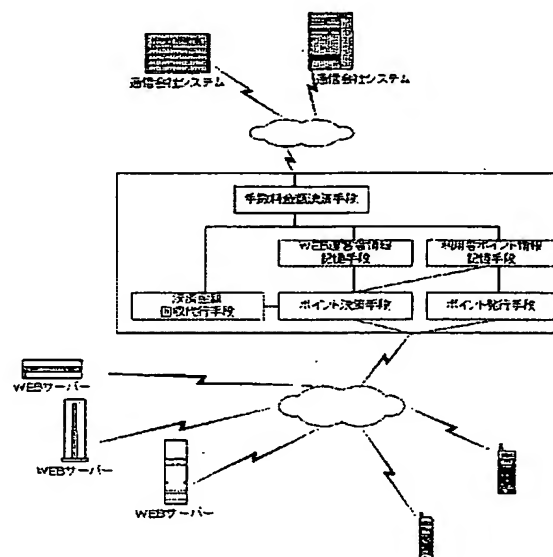 通信会社システム
通信会社システム
手数料金額決済手段
WEB運営者情報
記憶手段
利用者ポイント情報
記憶手段
決済金額
回収代行手段
ポイント決済手段
ポイント発行手段
WEBサーバー
WEBサーバー
WEBサーバー